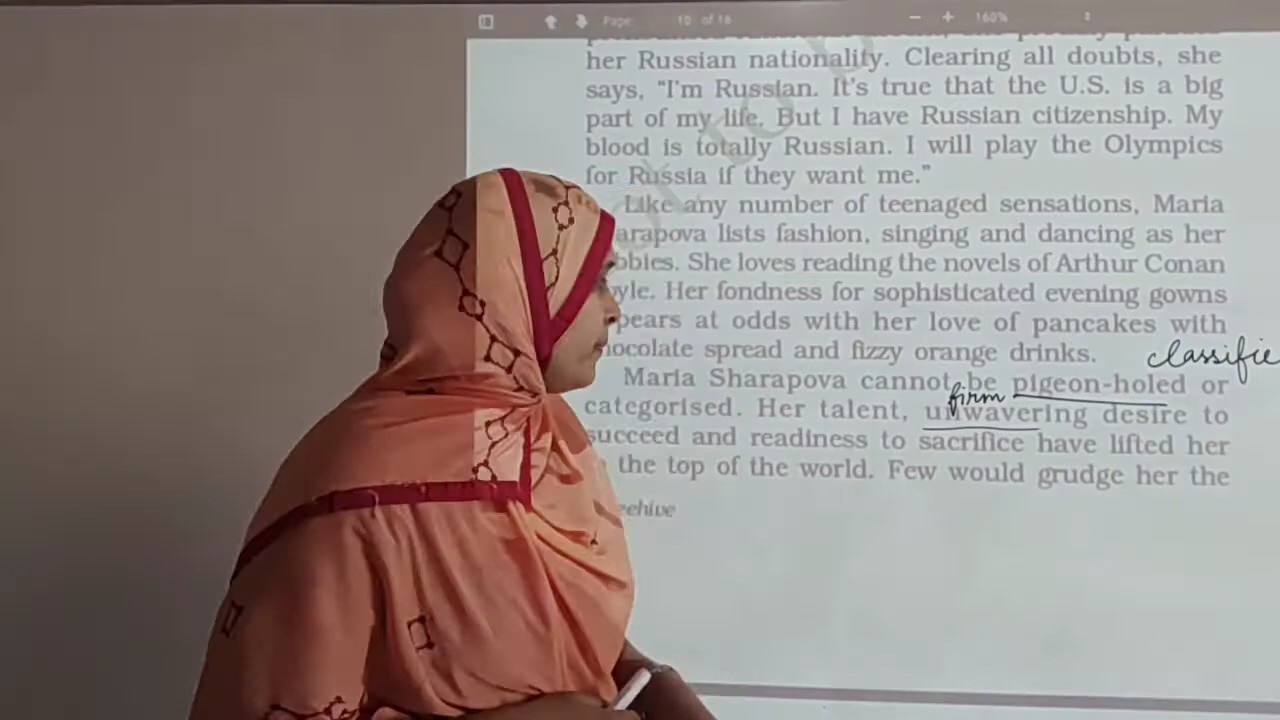 Page: 10 of 16 160%
her Russian nationality. Clearing all doubts, she
says, “I'm Russian. It's true that the U.S. is a big
part of my life. But I have Russian citizenship. My
blood is totally Russian. I will play the Olympics
for Russia if they want me.”
Like any number of teenaged sensations, Maria
arapova lists fashion, singing and dancing as her
bbies. She loves reading the novels of Arthur Conan
yle. Her fondness for sophisticated evening gowns
pears at odds with her love of pancakes with
ocolate spread and fizzy orange drinks.
classifie
Maria Sharapova cannot be pigeon-holed or
firm
categorised. Her talent, unwavering desire to
succeed and readiness to sacrifice have lifted her
the top of the world. Few would grudge her the
eehive